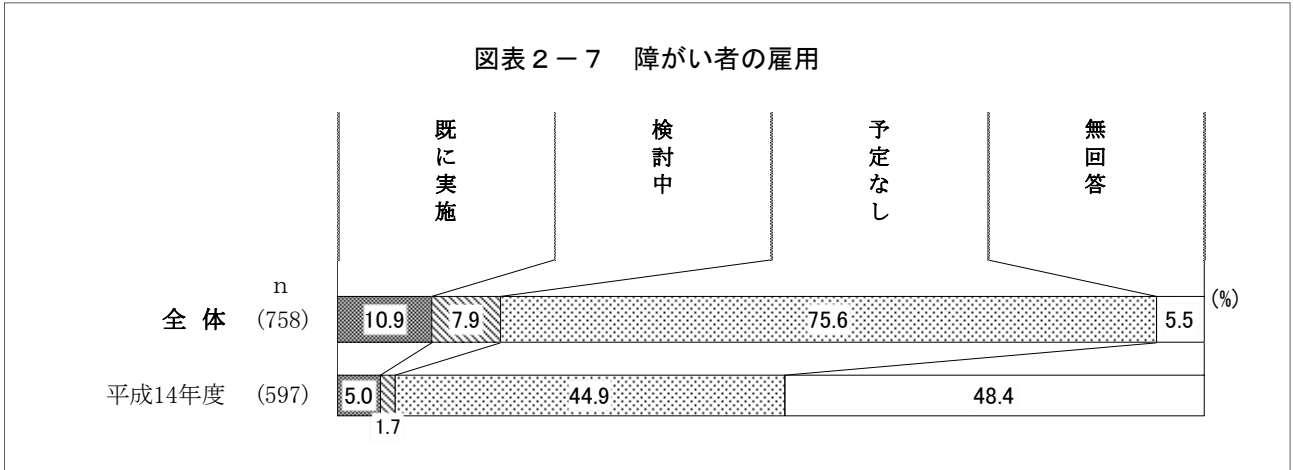 図表２－７　障がい者の雇用
既に実施
検討中
予定なし
無回答
n
(%)
全 体 (758) 10.9 7.9 75.6 5.5
平成14年度 (597) 5.0 1.7 44.9 48.4